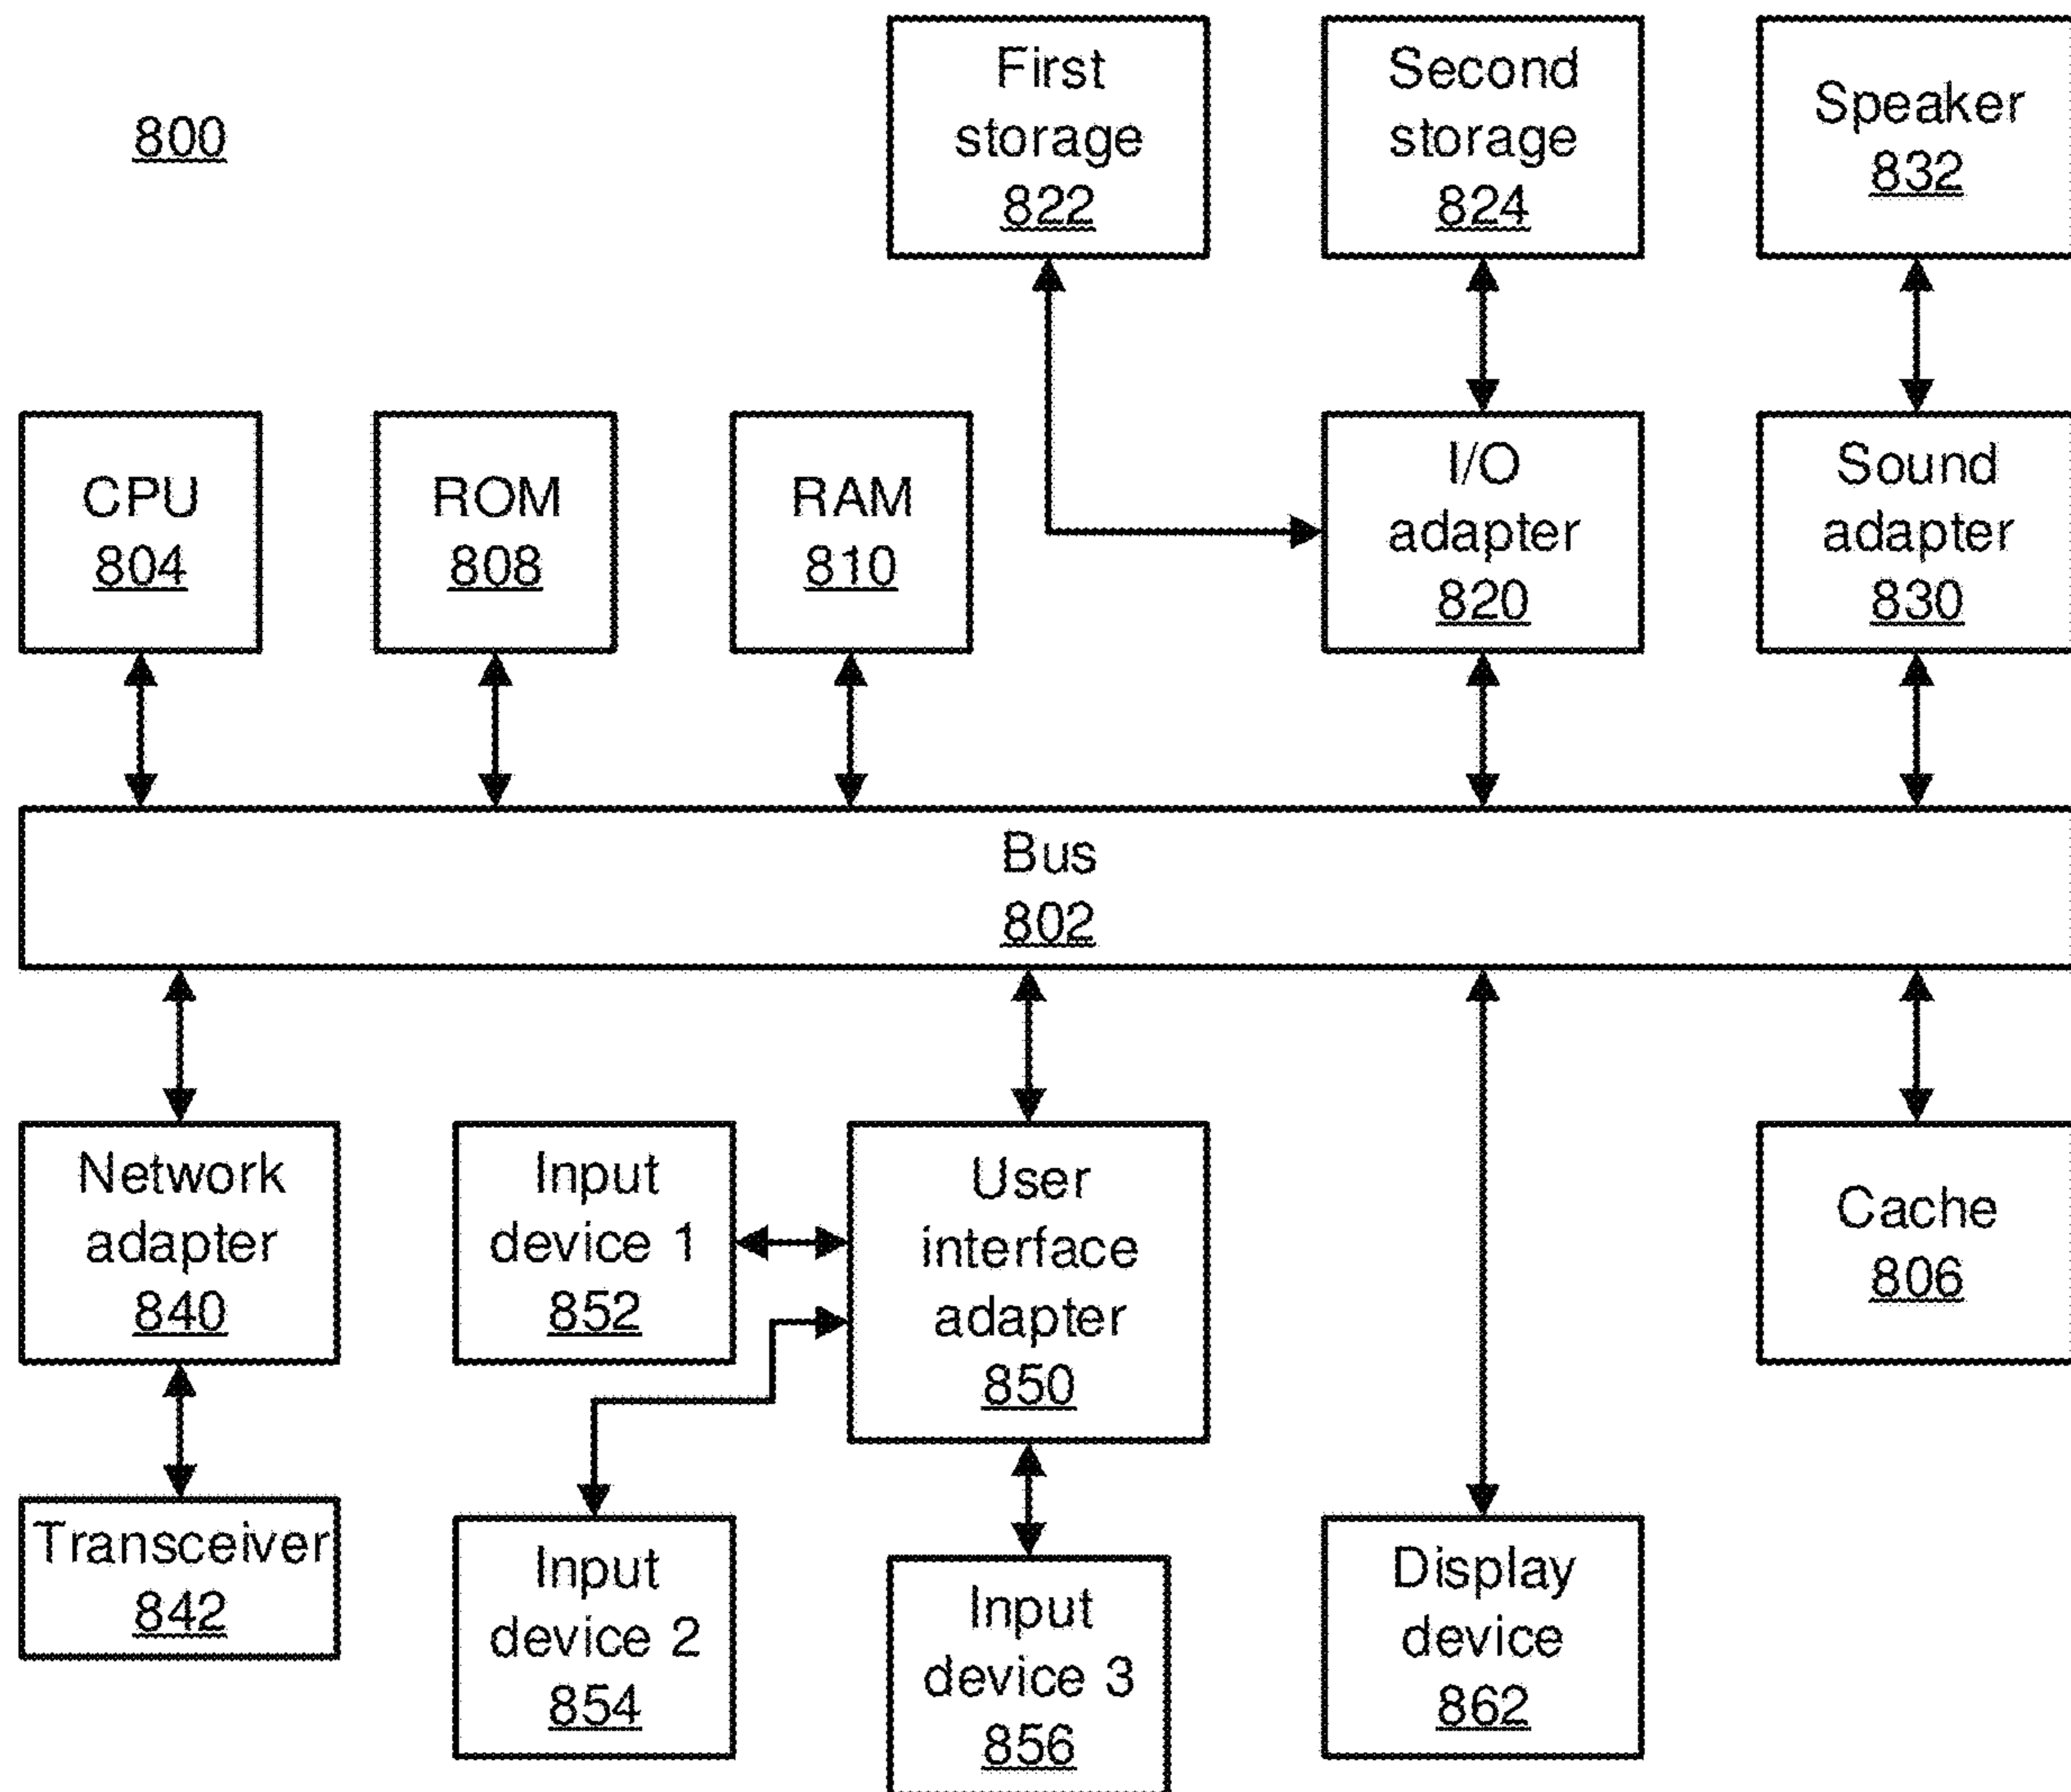 800
First
storage
822
Second
storage
824
Speaker
832
CPU
804
ROM
808
RAM
810
I/O
adapter
820
Sound
adapter
830
Bus
802
Network
adapter
840
Input
device 1
852
User
interface
adapter
850
Cache
806
Transceiver
842
Input
device 2
854
Input
device 3
856
Display
device
862